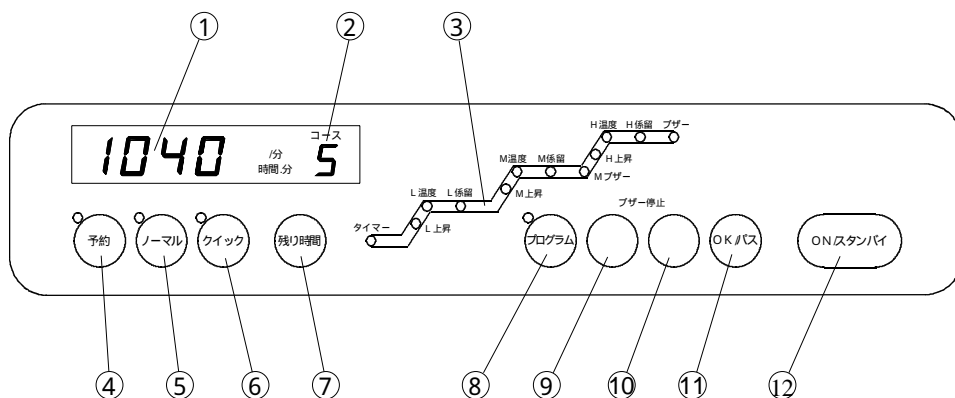 ① ② ③
コース
1040 /分 5
時間.分
H温度 H係留 ブザー
M温度 M係留 H上昇
Mブザー
L温度 L係留 M上昇
タイマー L上昇
ブザー停止
予約 ノーマル クイック 残り時間 プログラム OK/パス ON/スタンバイ
④ ⑤ ⑥ ⑦ ⑧ ⑨ ⑩ ⑪ ⑫